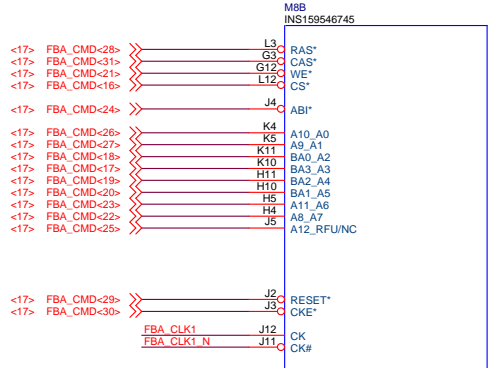 M8B
INS159546745
<17> FBA_CMD<28> L3 RAS*
<17> FBA_CMD<31> G3 CAS*
<17> FBA_CMD<21> G12 WE*
<17> FBA_CMD<16> L12 CS*
<17> FBA_CMD<24> J4 ABI*
<17> FBA_CMD<26> K4 A10_A0
<17> FBA_CMD<27> K5 A9_A1
<17> FBA_CMD<18> K11 BA0_A2
<17> FBA_CMD<17> K10 BA3_A3
<17> FBA_CMD<19> H11 BA2_A4
<17> FBA_CMD<20> H10 BA1_A5
<17> FBA_CMD<23> H5 A11_A6
<17> FBA_CMD<22> H4 A8_A7
<17> FBA_CMD<25> J5 A12_RFU/NC
<17> FBA_CMD<29> J2 RESET*
<17> FBA_CMD<30> J3 CKE*
FBA_CLK1 J12 CK
FBA_CLK1_N J11 CK#